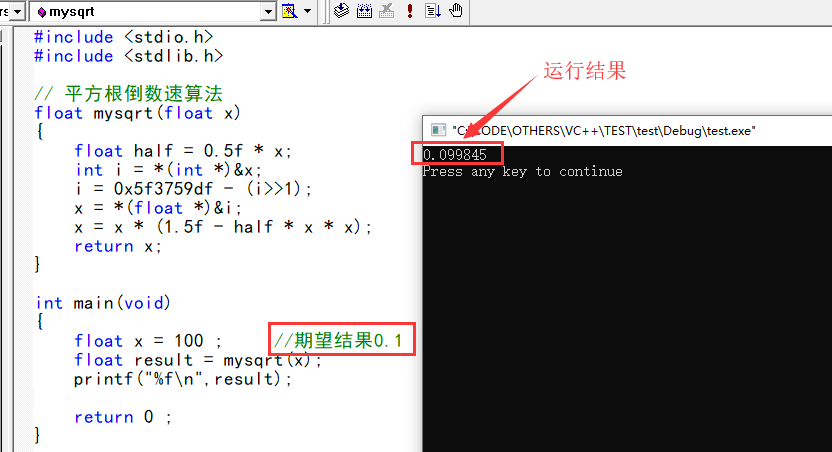 mysqrt
#include <stdio.h>
#include <stdlib.h>
// 平方根倒数速算法
float mysqrt(float x)
{
    float half = 0.5f * x;
    int i = *(int *)&x;
    i = 0x5f3759df - (i>>1);
    x = *(float *)&i;
    x = x * (1.5f - half * x * x);
    return x;
}
int main(void)
{
    float x = 100 ;     //期望结果0.1
    float result = mysqrt(x);
    printf("%f\n",result);
    return 0 ;
}
运行结果
"C:\CODE\OTHERS\VC++\TEST\test\Debug\test.exe"
0.099845
Press any key to continue